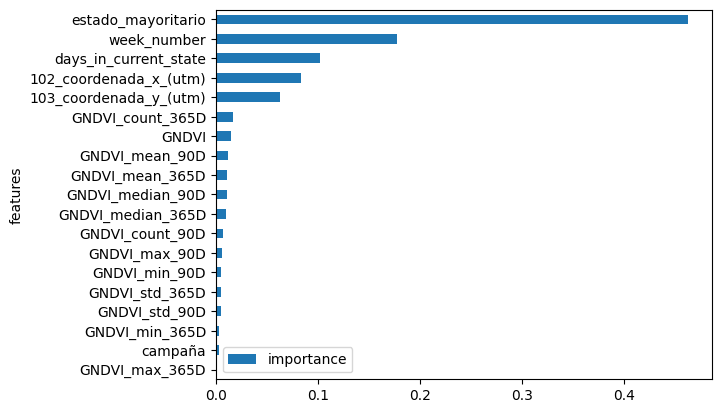 estado_mayoritario
week_number
days_in_current_state
102_coordenada_x_(utm)
103_coordenada_y_(utm)
GNDVI_count_365D
GNDVI
GNDVI_mean_90D
GNDVI_mean_365D
GNDVI_median_90D
GNDVI_median_365D
GNDVI_count_90D
GNDVI_max_90D
GNDVI_min_90D
GNDVI_std_365D
GNDVI_std_90D
GNDVI_min_365D
campaña
GNDVI_max_365D
features
importance
0.0 0.1 0.2 0.3 0.4